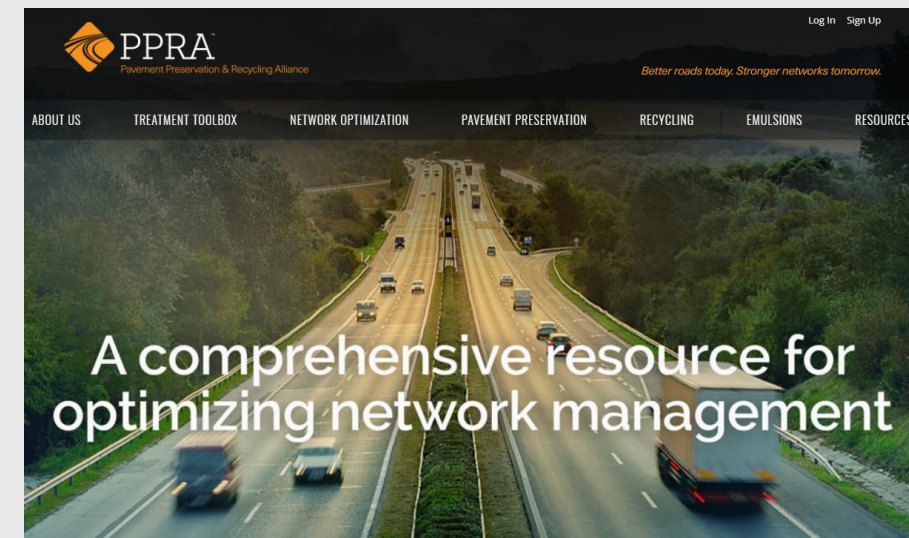 Log In Sign Up
PPRA™
Pavement Preservation & Recycling Alliance
Better roads today. Stronger networks tomorrow.
ABOUT US TREATMENT TOOLBOX NETWORK OPTIMIZATION PAVEMENT PRESERVATION RECYCLING EMULSIONS RESOURCES
A comprehensive resource for
optimizing network management